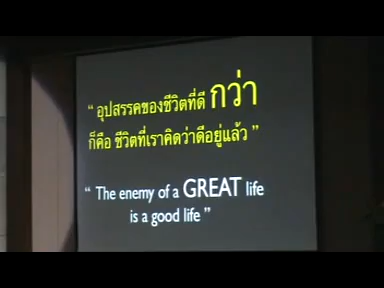 “ อุปสรรคของชีวิตที่ดี กว่า
ก็คือ ชีวิตที่เราคิดว่าดีอยู่แล้ว ”
“ The enemy of a GREAT life
is a good life ”